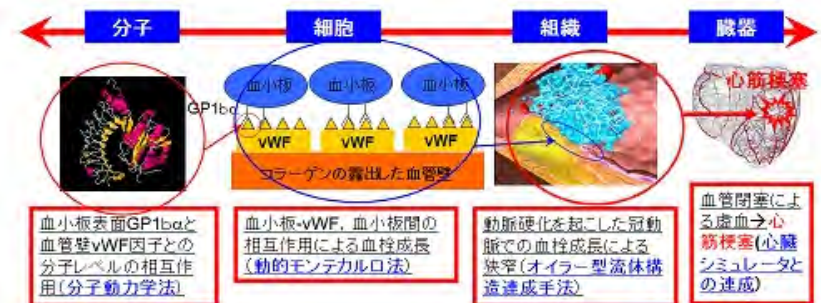 分子
細胞
組織
臓器
GP1bα
血小板
血小板
血小板
vWF
vWF
vWF
コラーゲンの露出した血管壁
心筋梗塞
血小板表面GP1bαと
血管壁vWF因子との
分子レベルの相互作
用(分子動力学法)
血小板-vWF，血小板間の
相互作用による血栓成長
(動的モンテカルロ法)
動脈硬化を起こした冠動
脈での血栓成長による
狭窄(オイラー型流体構
造連成手法)
血管閉塞によ
る虚血→心
筋梗塞(心臓
シミュレータと
の連成)